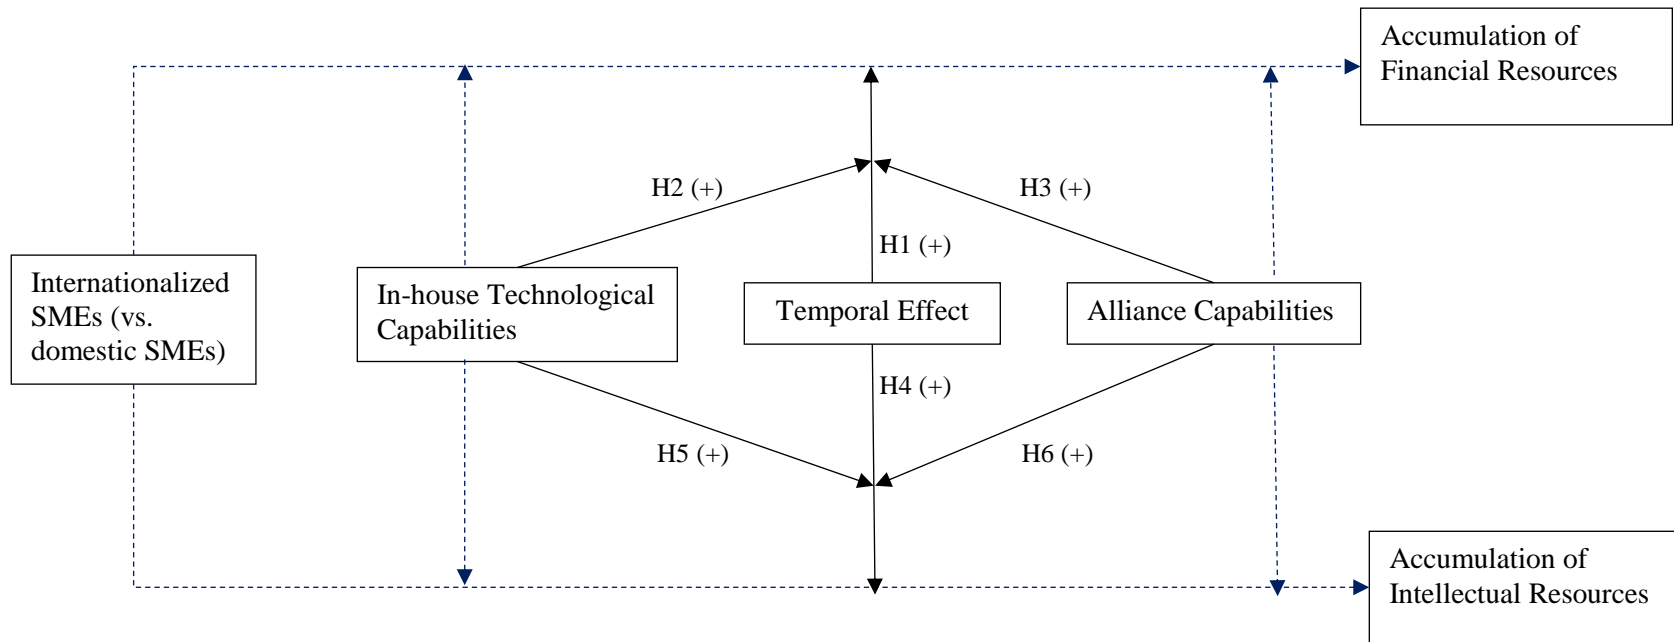 Accumulation of
Financial Resources
H2 (+)
H3 (+)
H1 (+)
Internationalized
SMEs (vs.
domestic SMEs)
In-house Technological
Capabilities
Temporal Effect
Alliance Capabilities
H4 (+)
H5 (+)
H6 (+)
Accumulation of
Intellectual Resources